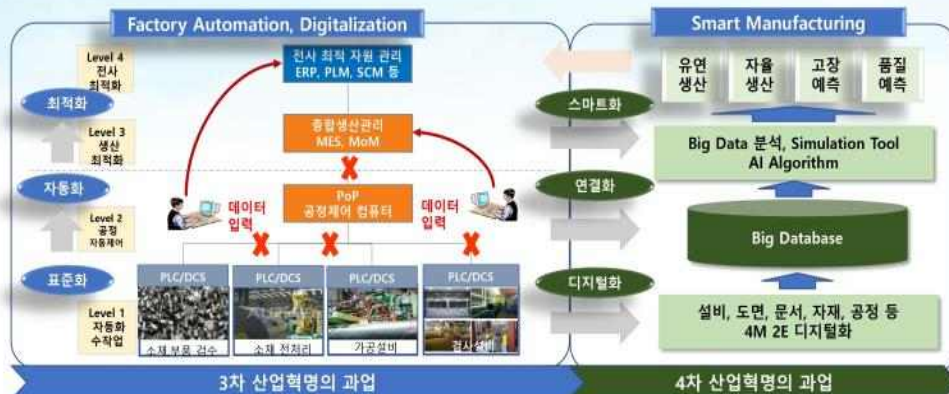 Factory Automation, Digitalization
Smart Manufacturing
Level 4
전사
최적화
최적화
Level 3
생산
최적화
자동화
Level 2
공정
자동제어
표준화
Level 1
자동화
수작업
전사 최적 자원 관리
ERP, PLM, SCM 등
종합생산관리
MES, MoM
PoP
공정제어 컴퓨터
데이터
입력
데이터
입력
PLC/DCS
PLC/DCS
PLC/DCS
PLC/DCS
소재 부품 검수
소재 전처리
가공설비
검사설비
스마트화
연결화
디지털화
유연
생산
자율
생산
고장
예측
품질
예측
Big Data 분석, Simulation Tool
AI Algorithm
Big Database
설비, 도면, 문서, 자재, 공정 등
4M 2E 디지털화
3차 산업혁명의 과업
4차 산업혁명의 과업